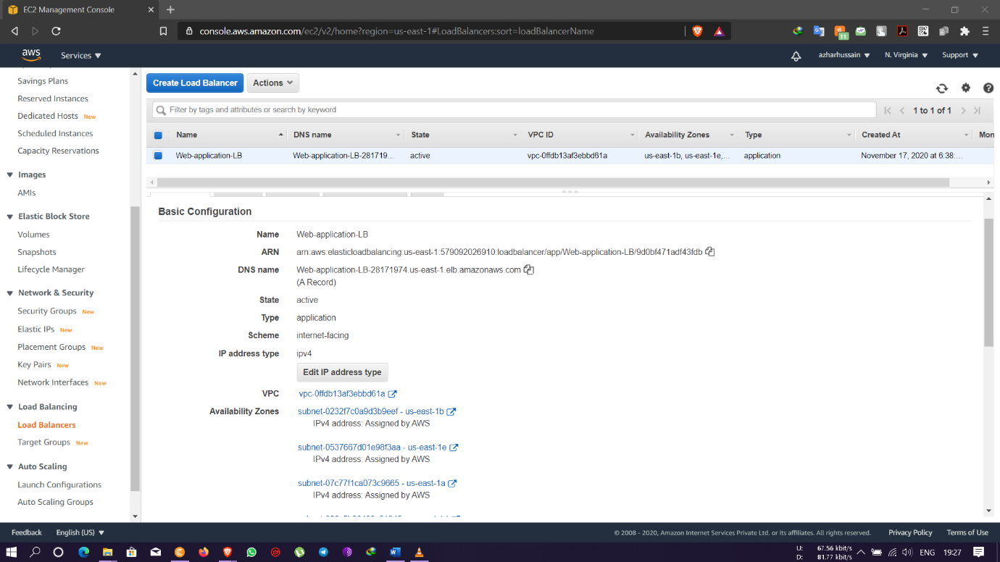 EC2 Management Console
console.aws.amazon.com/ec2/v2/home?region=us-east-1#LoadBalancers:sort=loadBalancerName
11
aws Services azharhussain N. Virginia Support
Savings Plans
Reserved Instances
Dedicated Hosts New
Scheduled Instances
Capacity Reservations
Images
AMIs
Elastic Block Store
Volumes
Snapshots
Lifecycle Manager
Network & Security
Security Groups New
Elastic IPs New
Placement Groups New
Key Pairs New
Network Interfaces New
Load Balancing
Load Balancers
Target Groups New
Auto Scaling
Launch Configurations
Auto Scaling Groups
Create Load Balancer Actions
Filter by tags and attributes or search by keyword 1 to 1 of 1
Name DNS name State VPC ID Availability Zones Type Created At Mon
Web-application-LB Web-application-LB-281719... active vpc-0ffdb13af3ebbd61a us-east-1b, us-east-1e,... application November 17, 2020 at 6:38:...
Basic Configuration
Name Web-application-LB
ARN arn:aws:elasticloadbalancing:us-east-1:579092026910:loadbalancer/app/Web-application-LB/9d0bf471adf43fdb
DNS name Web-application-LB-28171974.us-east-1.elb.amazonaws.com
(A Record)
State active
Type application
Scheme internet-facing
IP address type ipv4
Edit IP address type
VPC vpc-0ffdb13af3ebbd61a
Availability Zones subnet-0232f7c0a9d3b9eef - us-east-1b
IPv4 address: Assigned by AWS
subnet-0537667d01e98f3aa - us-east-1e
IPv4 address: Assigned by AWS
subnet-07c77f1ca073c9665 - us-east-1a
IPv4 address: Assigned by AWS
Feedback English (US) © 2008 - 2020, Amazon Internet Services Private Ltd. or its affiliates. All rights reserved. Privacy Policy Terms of Use
U: 67.56 kbit/s
D: 81.77 kbit/s
ENG 19:27